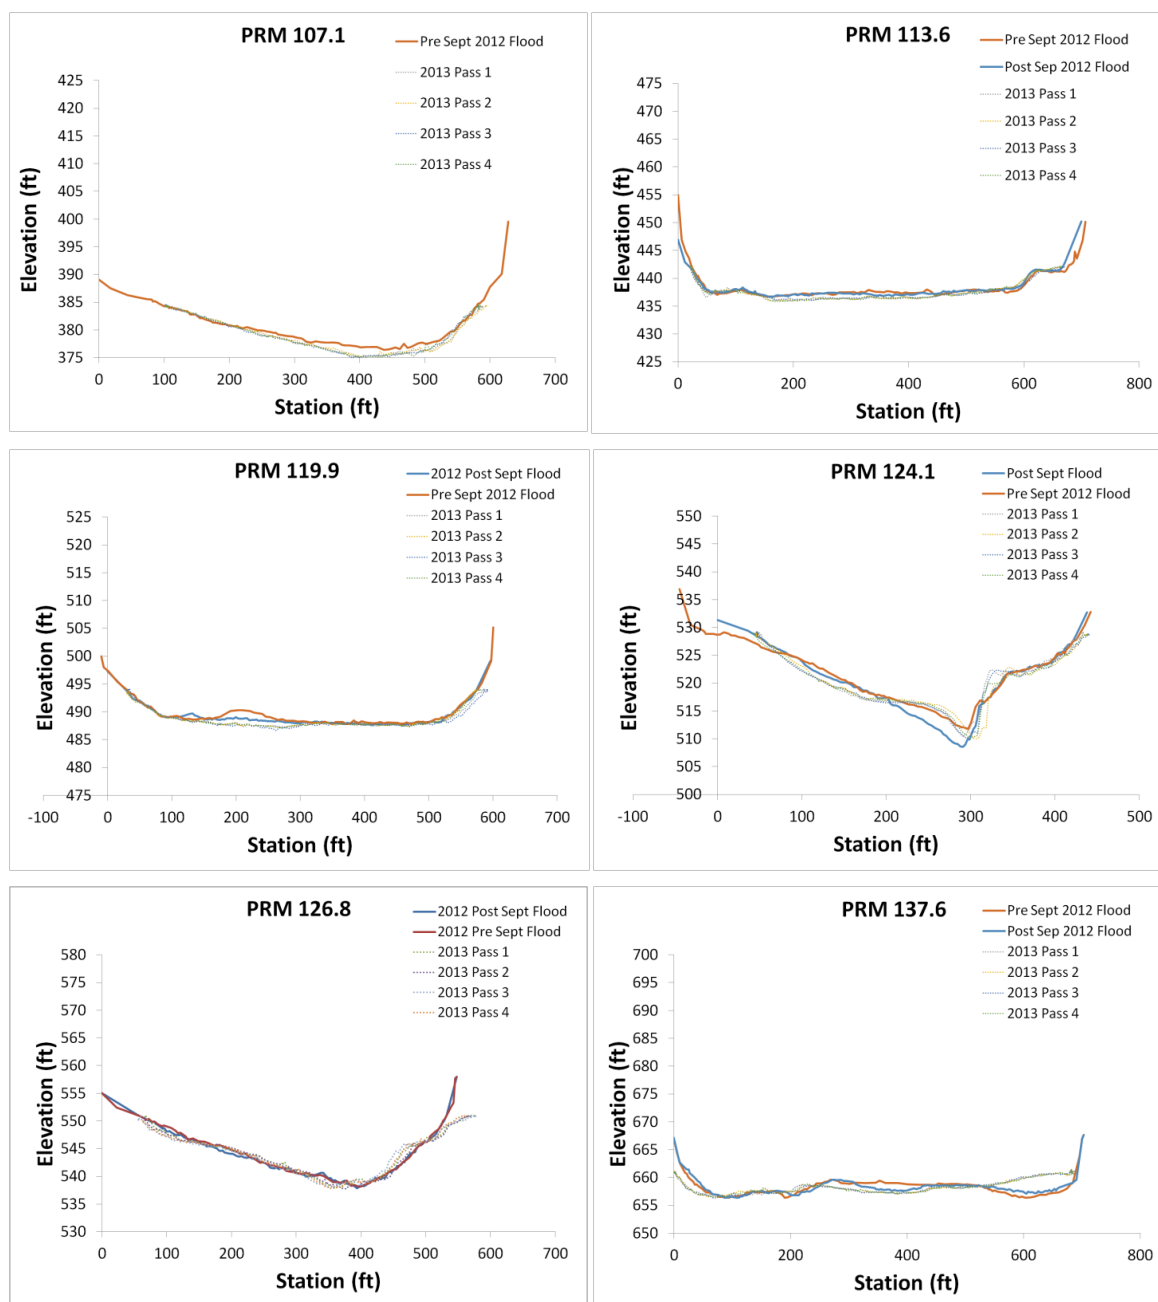 PRM 107.1
Pre Sept 2012 Flood
2013 Pass 1
2013 Pass 2
2013 Pass 3
2013 Pass 4
Elevation (ft)
425
420
415
410
405
400
395
390
385
380
375
0 100 200 300 400 500 600 700
Station (ft)
PRM 113.6
Pre Sept 2012 Flood
Post Sep 2012 Flood
2013 Pass 1
2013 Pass 2
2013 Pass 3
2013 Pass 4
Elevation (ft)
475
470
465
460
455
450
445
440
435
430
425
0 200 400 600 800
Station (ft)
PRM 119.9
2012 Post Sept Flood
Pre Sept 2012 Flood
2013 Pass 1
2013 Pass 2
2013 Pass 3
2013 Pass 4
Elevation (ft)
525
520
515
510
505
500
495
490
485
480
475
-100 0 100 200 300 400 500 600 700
Station (ft)
PRM 124.1
Post Sept Flood
Pre Sept 2012 Flood
2013 Pass 1
2013 Pass 2
2013 Pass 3
2013 Pass 4
Elevation (ft)
550
545
540
535
530
525
520
515
510
505
500
-100 0 100 200 300 400 500
Station (ft)
PRM 126.8
2012 Post Sept Flood
2012 Pre Sept Flood
2013 Pass 1
2013 Pass 2
2013 Pass 3
2013 Pass 4
Elevation (ft)
580
575
570
565
560
555
550
545
540
535
530
0 100 200 300 400 500 600 700
Station (ft)
PRM 137.6
Pre Sept 2012 Flood
Post Sep 2012 Flood
2013 Pass 1
2013 Pass 2
2013 Pass 3
2013 Pass 4
Elevation (ft)
700
695
690
685
680
675
670
665
660
655
650
0 200 400 600 800
Station (ft)